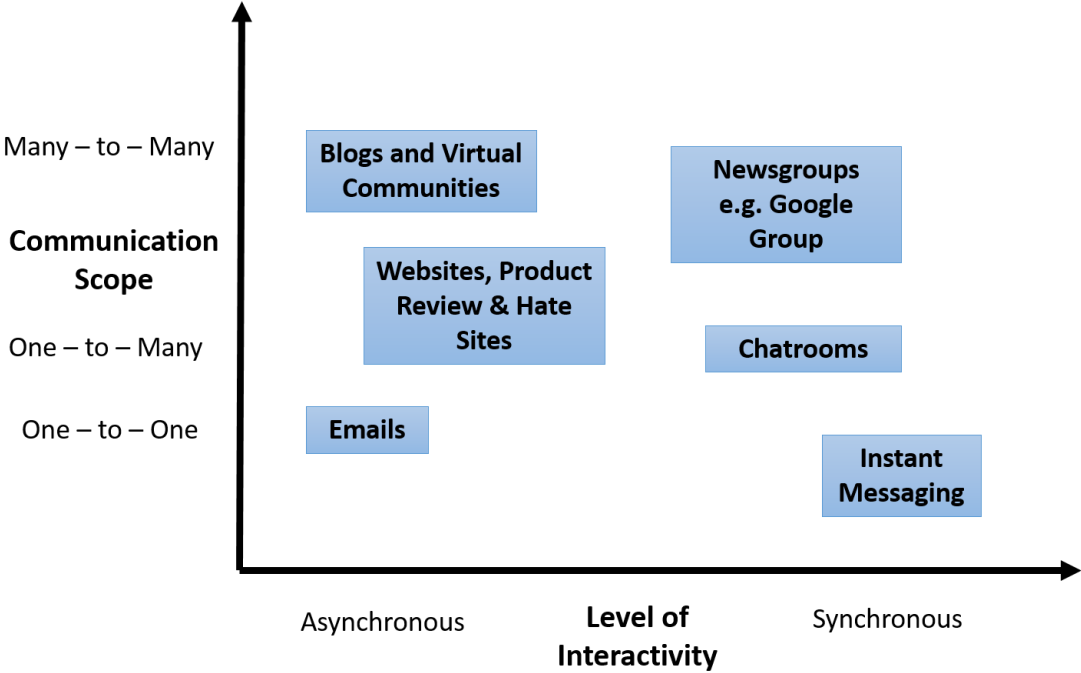 Many – to – Many
Blogs and Virtual
Communities
Newsgroups
e.g. Google
Group
Communication
Scope
Websites, Product
Review & Hate
Sites
One – to – Many
Chatrooms
One – to – One
Emails
Instant
Messaging
Asynchronous
Level of
Interactivity
Synchronous